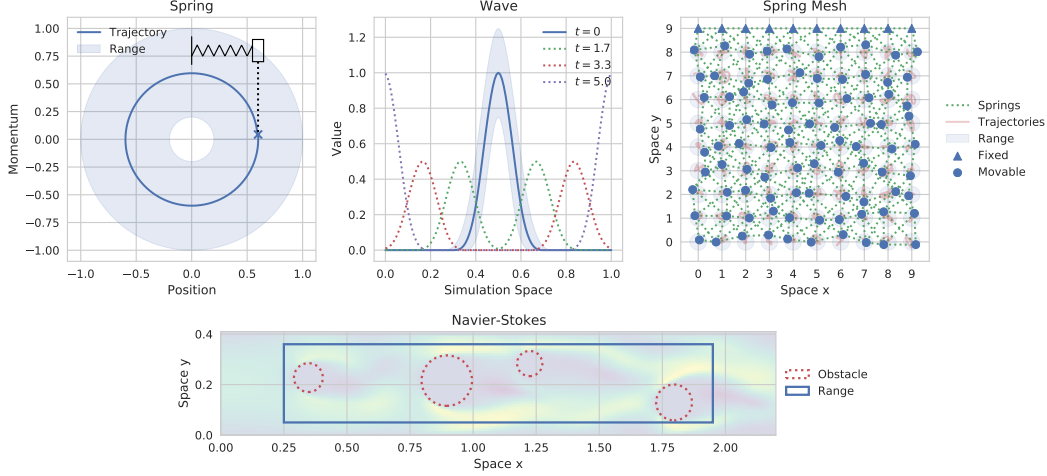 Spring
Momentum
1.00
0.75
0.50
0.25
0.00
−0.25
−0.50
−0.75
−1.00
Trajectory
Range
−1.0 −0.5 0.0 0.5 1.0
Position
Wave
Value
1.2
1.0
0.8
0.6
0.4
0.2
0.0
t = 0
t = 1.7
t = 3.3
t = 5.0
0.0 0.2 0.4 0.6 0.8 1.0
Simulation Space
Spring Mesh
Space y
9
8
7
6
5
4
3
2
1
0
0 1 2 3 4 5 6 7 8 9
Space x
Springs
Trajectories
Range
Fixed
Movable
Navier-Stokes
Space y
0.4
0.2
0.0
0.00 0.25 0.50 0.75 1.00 1.25 1.50 1.75 2.00
Space x
Obstacle
Range